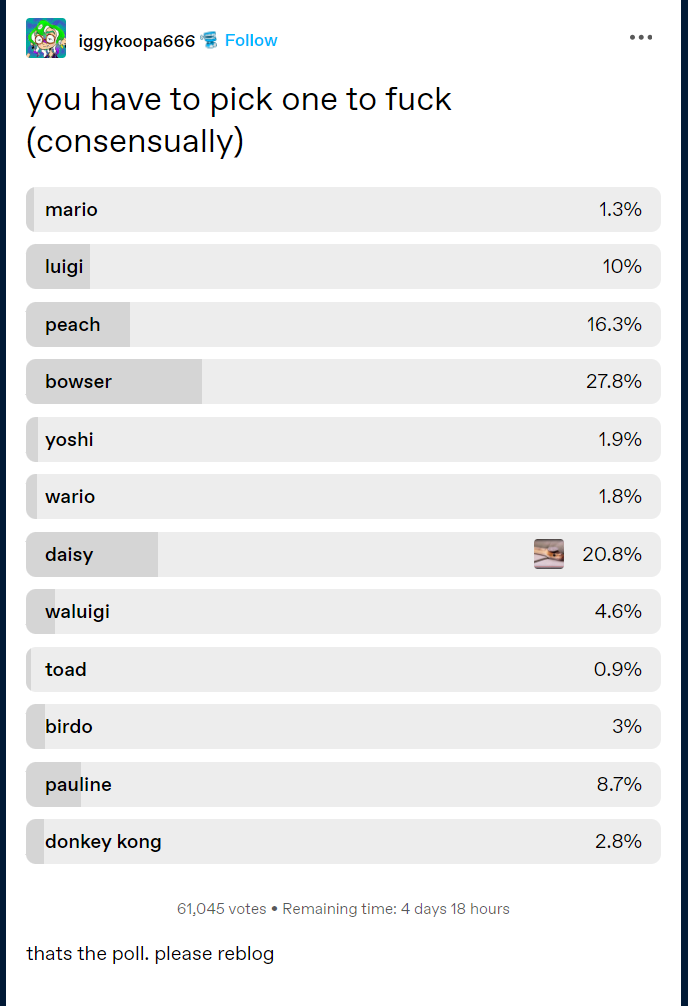 iggykoopa666 Follow
you have to pick one to fuck
(consensually)
mario 1.3%
luigi 10%
peach 16.3%
bowser 27.8%
yoshi 1.9%
wario 1.8%
daisy 20.8%
waluigi 4.6%
toad 0.9%
birdo 3%
pauline 8.7%
donkey kong 2.8%
61,045 votes • Remaining time: 4 days 18 hours
thats the poll. please reblog